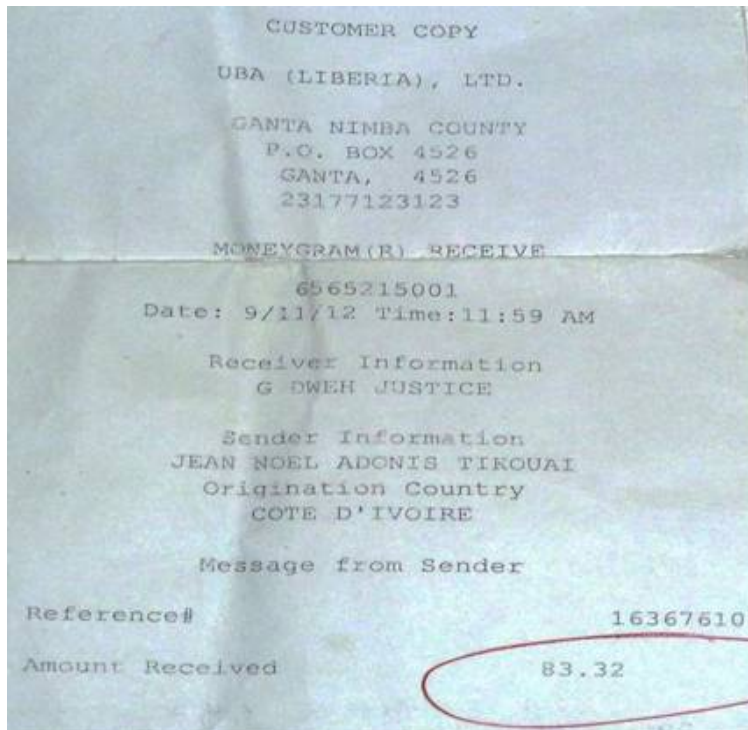 CUSTOMER COPY
UBA (LIBERIA), LTD.
GANTA NIMBA COUNTY
P.O. BOX 4526
GANTA, 4526
23177123123
MONEYGRAM(R) RECEIVE
6565215001
Date: 9/11/12 Time:11:59 AM
Receiver Information
G DWEH JUSTICE
Sender Information
JEAN NOEL ADONIS TIKOUAI
Origination Country
COTE D'IVOIRE
Message from Sender
Reference# 16367610
Amount Received 83.32